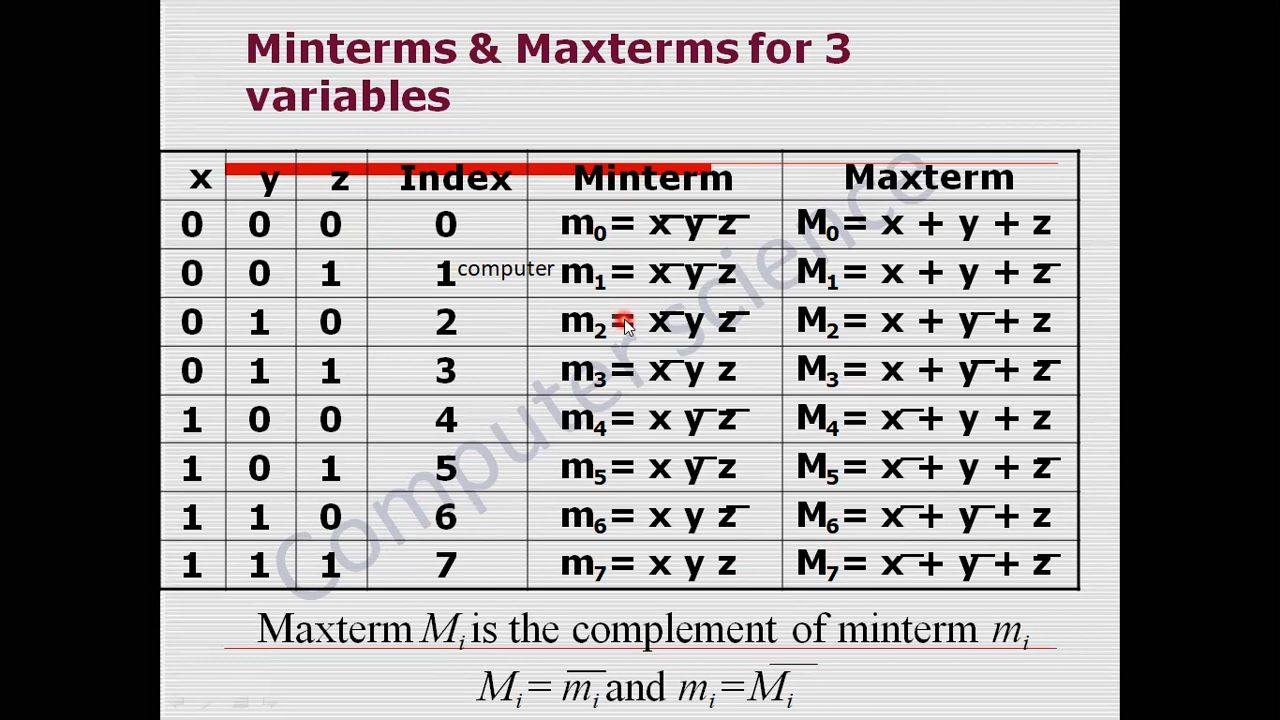 Minterms & Maxterms for 3
variables
x y z Index Minterm Maxterm
0 0 0 0 m₀= x̅ y̅ z̅ M₀= x + y + z
0 0 1 1 m₁= x̅ y̅ z M₁= x + y + z̅
computer
0 1 0 2 m₂= x̅ y z̅ M₂= x + y̅ + z
0 1 1 3 m₃= x̅ y z M₃= x + y̅ + z̅
1 0 0 4 m₄= x y̅ z̅ M₄= x̅ + y + z
1 0 1 5 m₅= x y̅ z M₅= x̅ + y + z̅
1 1 0 6 m₆= x y z̅ M₆= x̅ + y̅ + z
1 1 1 7 m₇= x y z M₇= x̅ + y̅ + z̅
Computer science
Maxterm Mᵢ is the complement of minterm mᵢ
Mᵢ = m̅ᵢ and mᵢ = M̅ᵢ